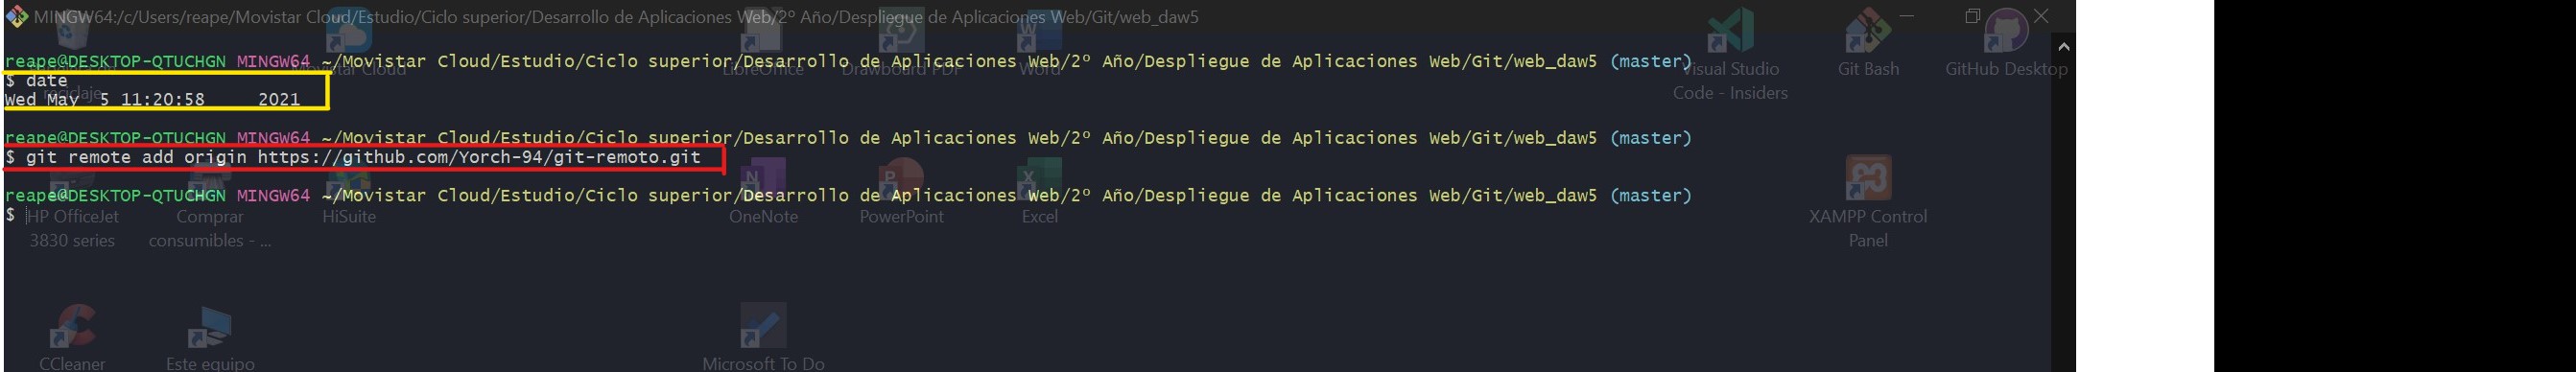 MINGW64:/c/Users/reape/Movistar Cloud/Estudio/Ciclo superior/Desarrollo de Aplicaciones Web/2º Año/Despliegue de Aplicaciones Web/Git/web_daw5
reape@DESKTOP-QTUCHGN MINGW64 ~/Movistar Cloud/Estudio/Ciclo superior/Desarrollo de Aplicaciones Web/2º Año/Despliegue de Aplicaciones Web/Git/web_daw5 (master)
$ date
Wed May  5 11:20:58     2021
reape@DESKTOP-QTUCHGN MINGW64 ~/Movistar Cloud/Estudio/Ciclo superior/Desarrollo de Aplicaciones Web/2º Año/Despliegue de Aplicaciones Web/Git/web_daw5 (master)
$ git remote add origin https://github.com/Yorch-94/git-remoto.git
reape@DESKTOP-QTUCHGN MINGW64 ~/Movistar Cloud/Estudio/Ciclo superior/Desarrollo de Aplicaciones Web/2º Año/Despliegue de Aplicaciones Web/Git/web_daw5 (master)
$
reciclaje
Movistar Cloud
LibreOffice
Drawboard PDF
Word
Visual Studio
Code - Insiders
Git Bash
GitHub Desktop
HP OfficeJet
3830 series
Comprar
consumibles - ...
HiSuite
OneNote
PowerPoint
Excel
XAMPP Control
Panel
CCleaner
Este equipo
Microsoft To Do